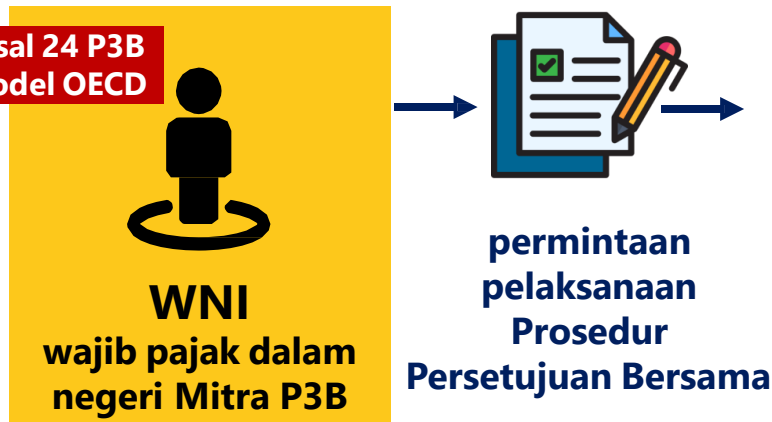 sal 24 P3B
odel OECD
WNI
wajib pajak dalam
negeri Mitra P3B
permintaan
pelaksanaan
Prosedur
Persetujuan Bersama